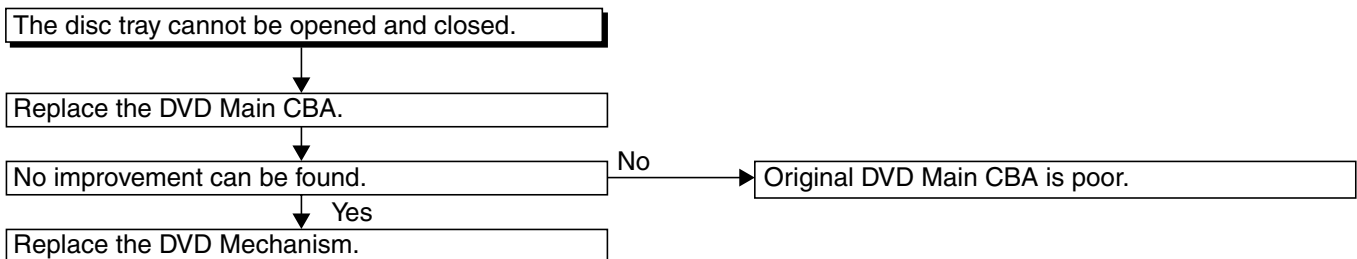 The disc tray cannot be opened and closed.
Replace the DVD Main CBA.
No improvement can be found.
No
Original DVD Main CBA is poor.
Yes
Replace the DVD Mechanism.